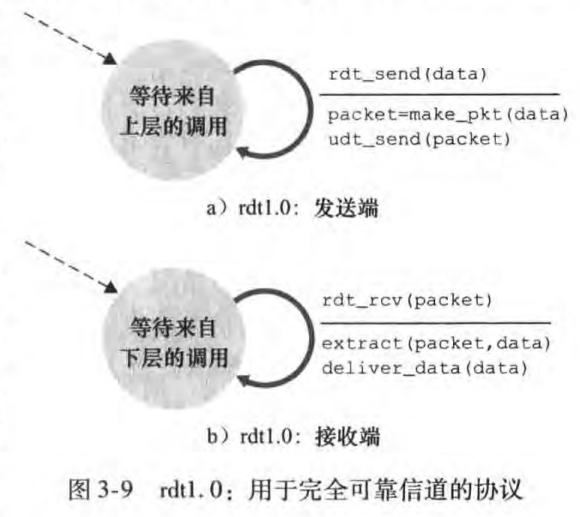 等待来自
上层的调用
rdt_send(data)
packet=make_pkt(data)
udt_send(packet)
a）rdt1.0：发送端
等待来自
下层的调用
rdt_rcv(packet)
extract(packet,data)
deliver_data(data)
b）rdt1.0：接收端
图 3-9 rdt1.0：用于完全可靠信道的协议